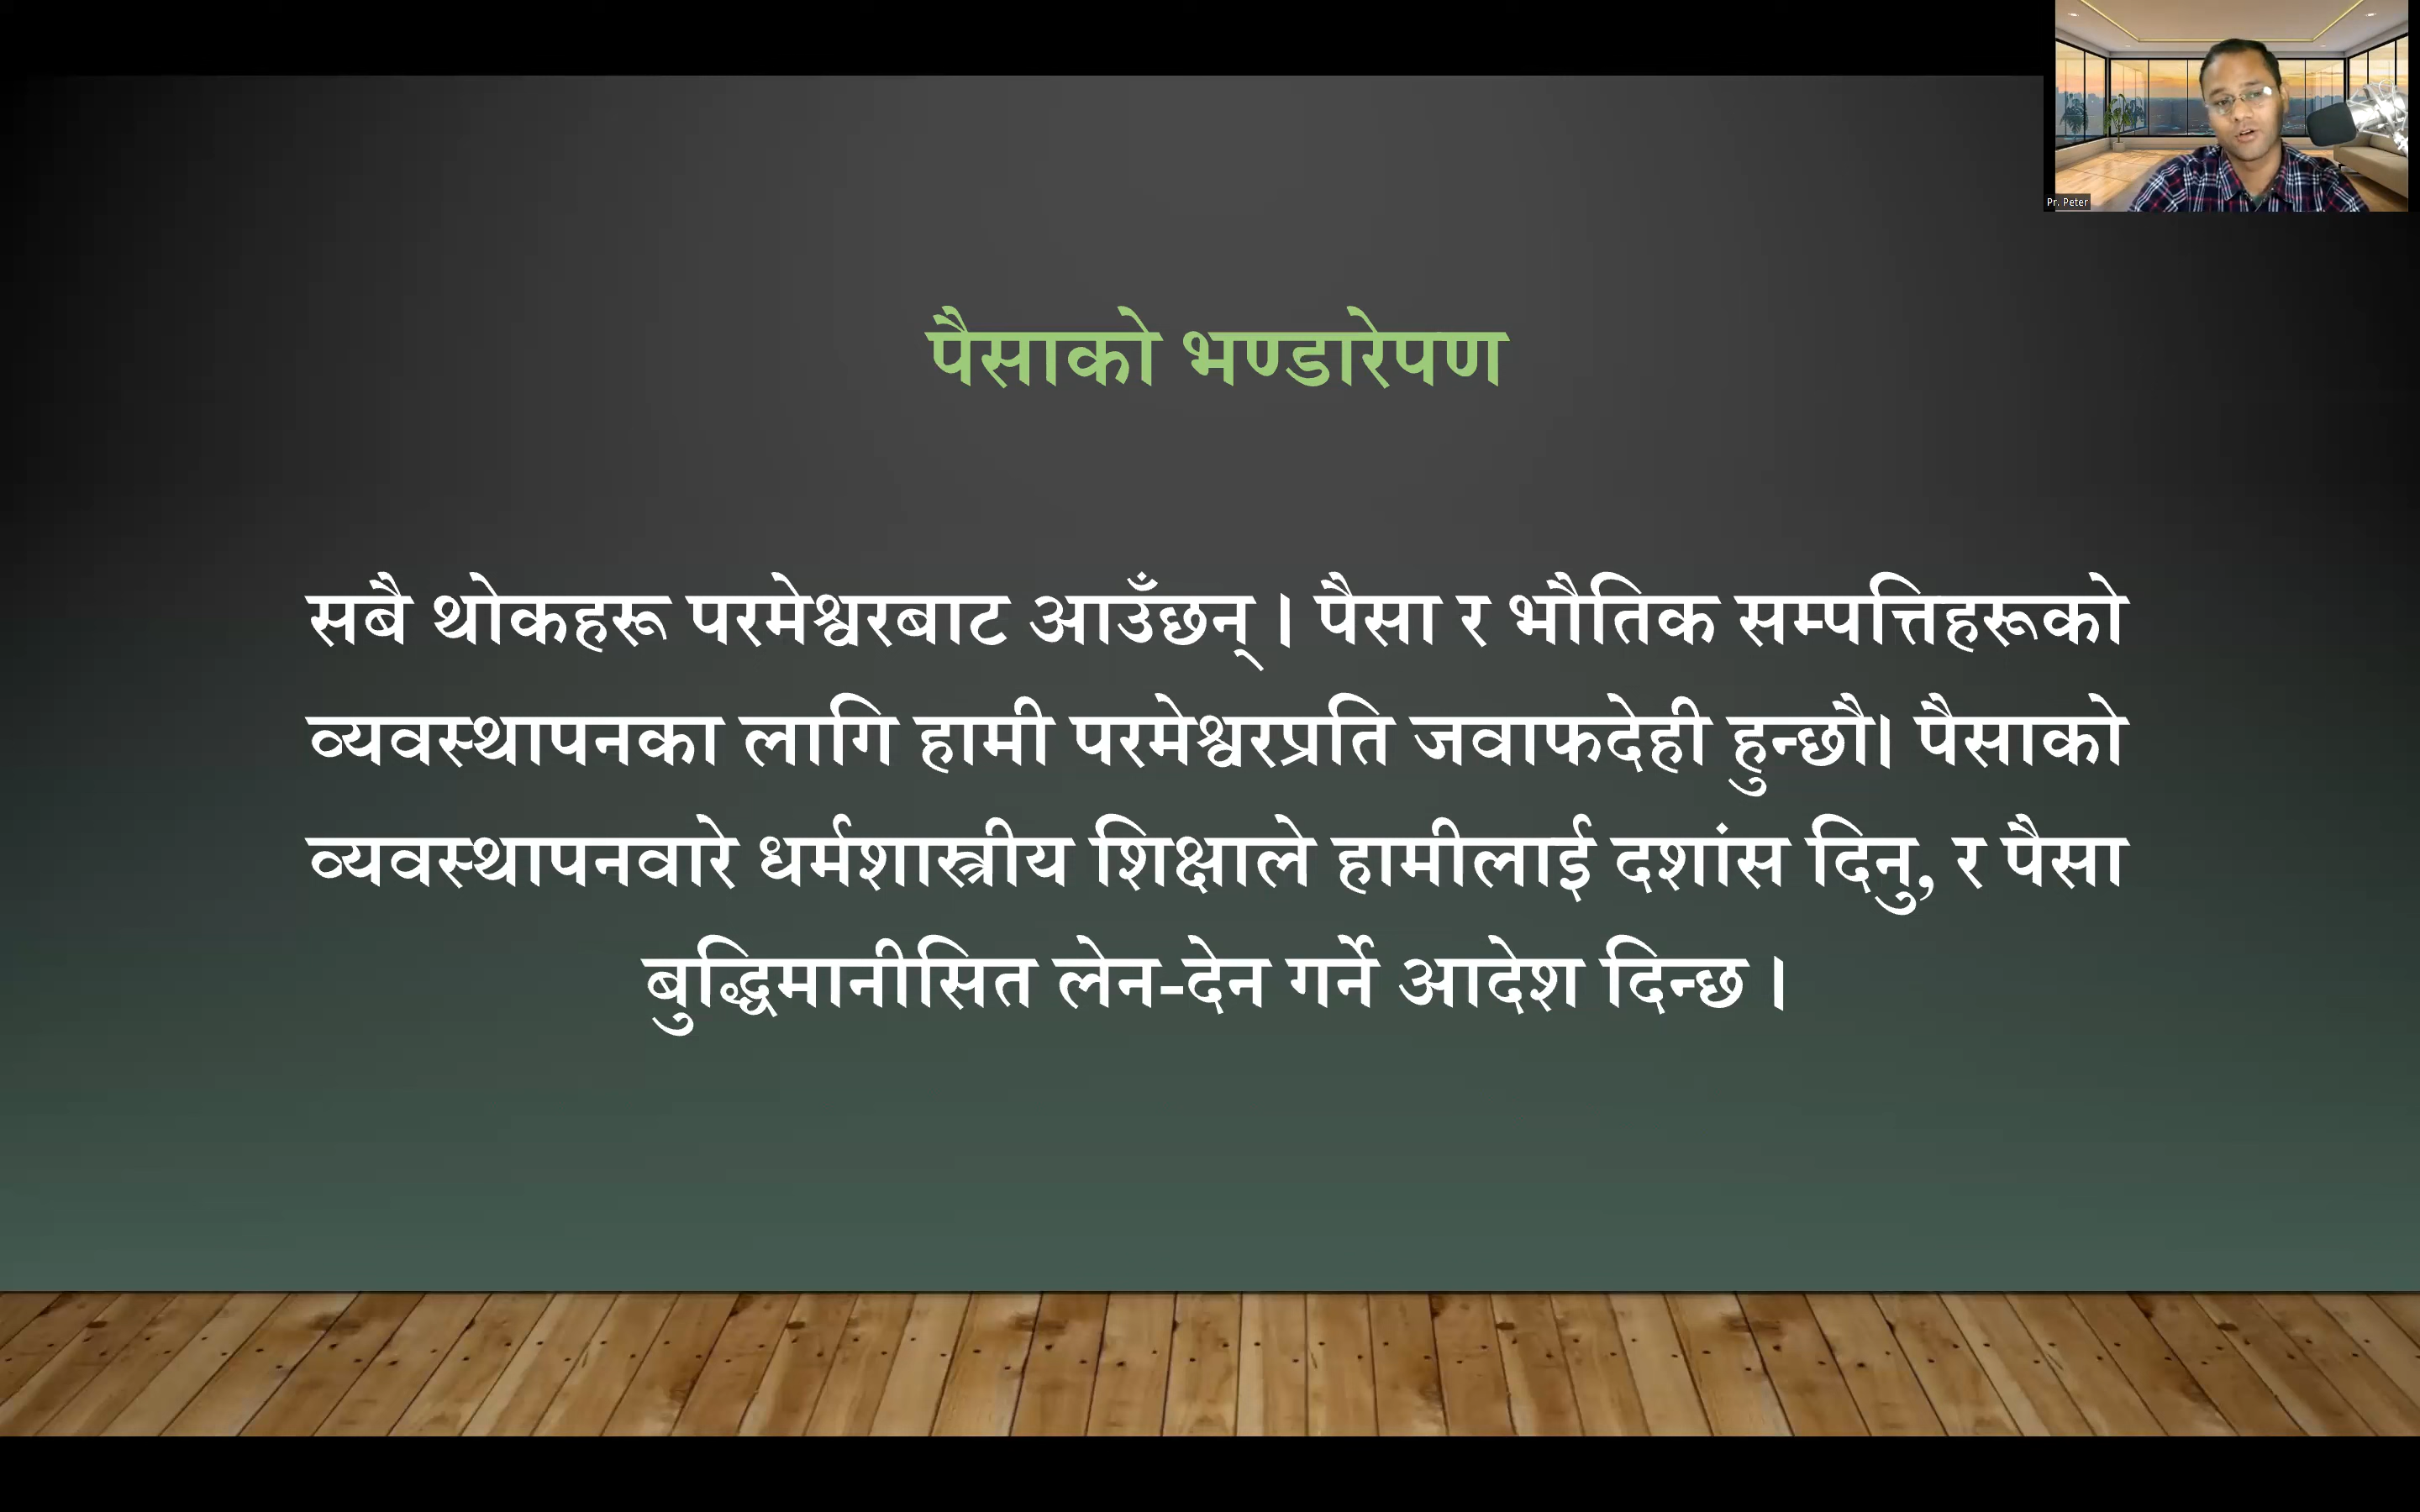 Pr. Peter
पैसाको भण्डारेपण
सबै थोकहरू परमेश्वरबाट आउँछन् । पैसा र भौतिक सम्पत्तिहरूको
व्यवस्थापनका लागि हामी परमेश्वरप्रति जवाफदेही हुन्छौ। पैसाको
व्यवस्थापनवारे धर्मशास्त्रीय शिक्षाले हामीलाई दशांस दिनु, र पैसा
बुद्धिमानीसित लेन-देन गर्ने आदेश दिन्छ ।